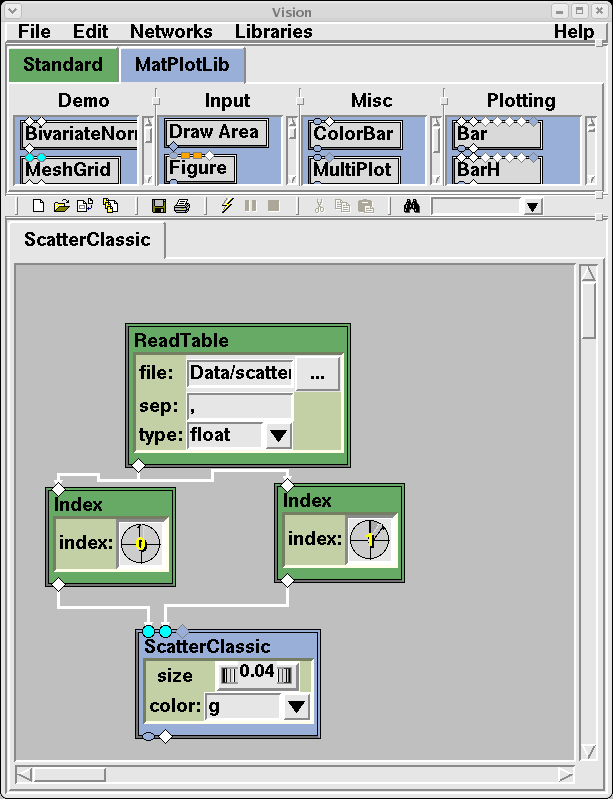 Vision
File Edit Networks Libraries Help
Standard MatPlotLib
Demo Input Misc Plotting
BivariateNor Draw Area ColorBar Bar
MeshGrid Figure MultiPlot BarH
ScatterClassic
ReadTable
file: Data/scatter ...
sep: ,
type: float
Index Index
index: 0 index: 1
ScatterClassic
size 0.04
color: g